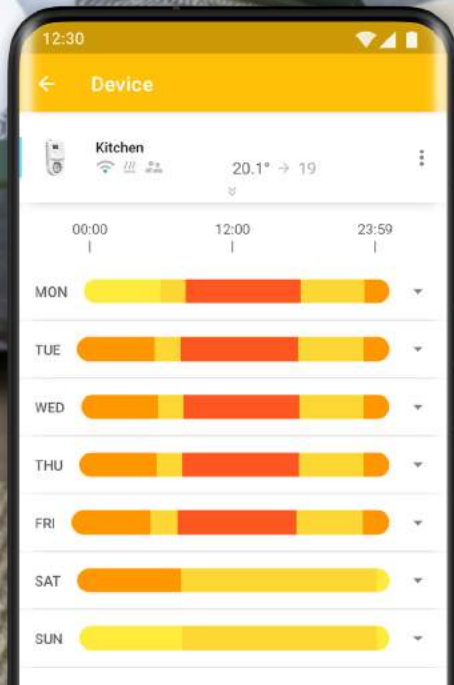 12:30
Device
Kitchen
20.1° → 19
00:00 12:00 23:59
MON
TUE
WED
THU
FRI
SAT
SUN